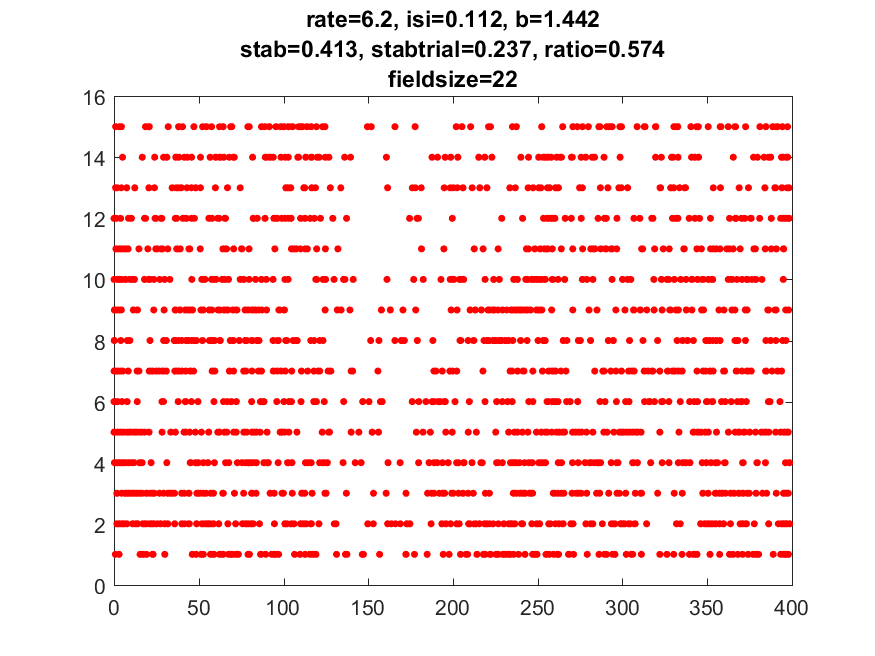 rate=6.2, isi=0.112, b=1.442
stab=0.413, stabtrial=0.237, ratio=0.574
fieldsize=22
16
14
12
10
8
6
4
2
0
0 50 100 150 200 250 300 350 400